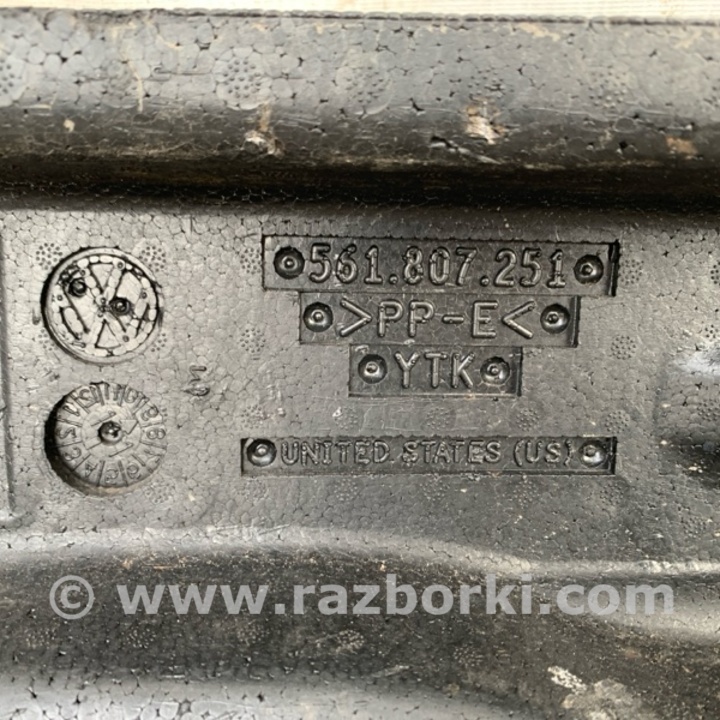 561.807.251
>PP-E<
YTK
UNITED STATES (US)
© www.razborki.com